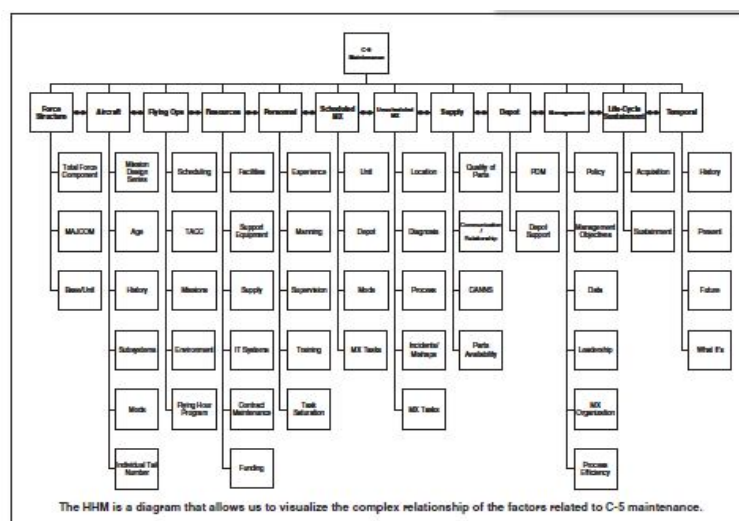 C-5
Maintenance
Force
Structure
Aircraft
Flying Ops
Resources
Personnel
Scheduled
MX
Unscheduled
MX
Supply
Depot
Management
Life-Cycle
Sustainment
Temporal
Total Force
Component
Mission
Design
Series
Scheduling
Facilities
Experience
Unit
Location
Quality of
Parts
PDM
Policy
Acquisition
History
MAJCOM
Age
TACC
Support
Equipment
Manning
Depot
Diagnosis
Communication
/
Relationship
Depot
Support
Management
Objectives
Sustainment
Present
Base/Unit
History
Missions
Supply
Supervision
Mods
Process
CANNS
Data
Future
Subsystems
Environment
IT Systems
Training
MX Tasks
Incidents/
Mishaps
Parts
Availability
Leadership
What If's
Mods
Flying Hour
Program
Contract
Maintenance
Task
Saturation
MX Tasks
MX
Organization
Individual Tail
Number
Funding
Process
Efficiency
The HHM is a diagram that allows us to visualize the complex relationship of the factors related to C-5 maintenance.